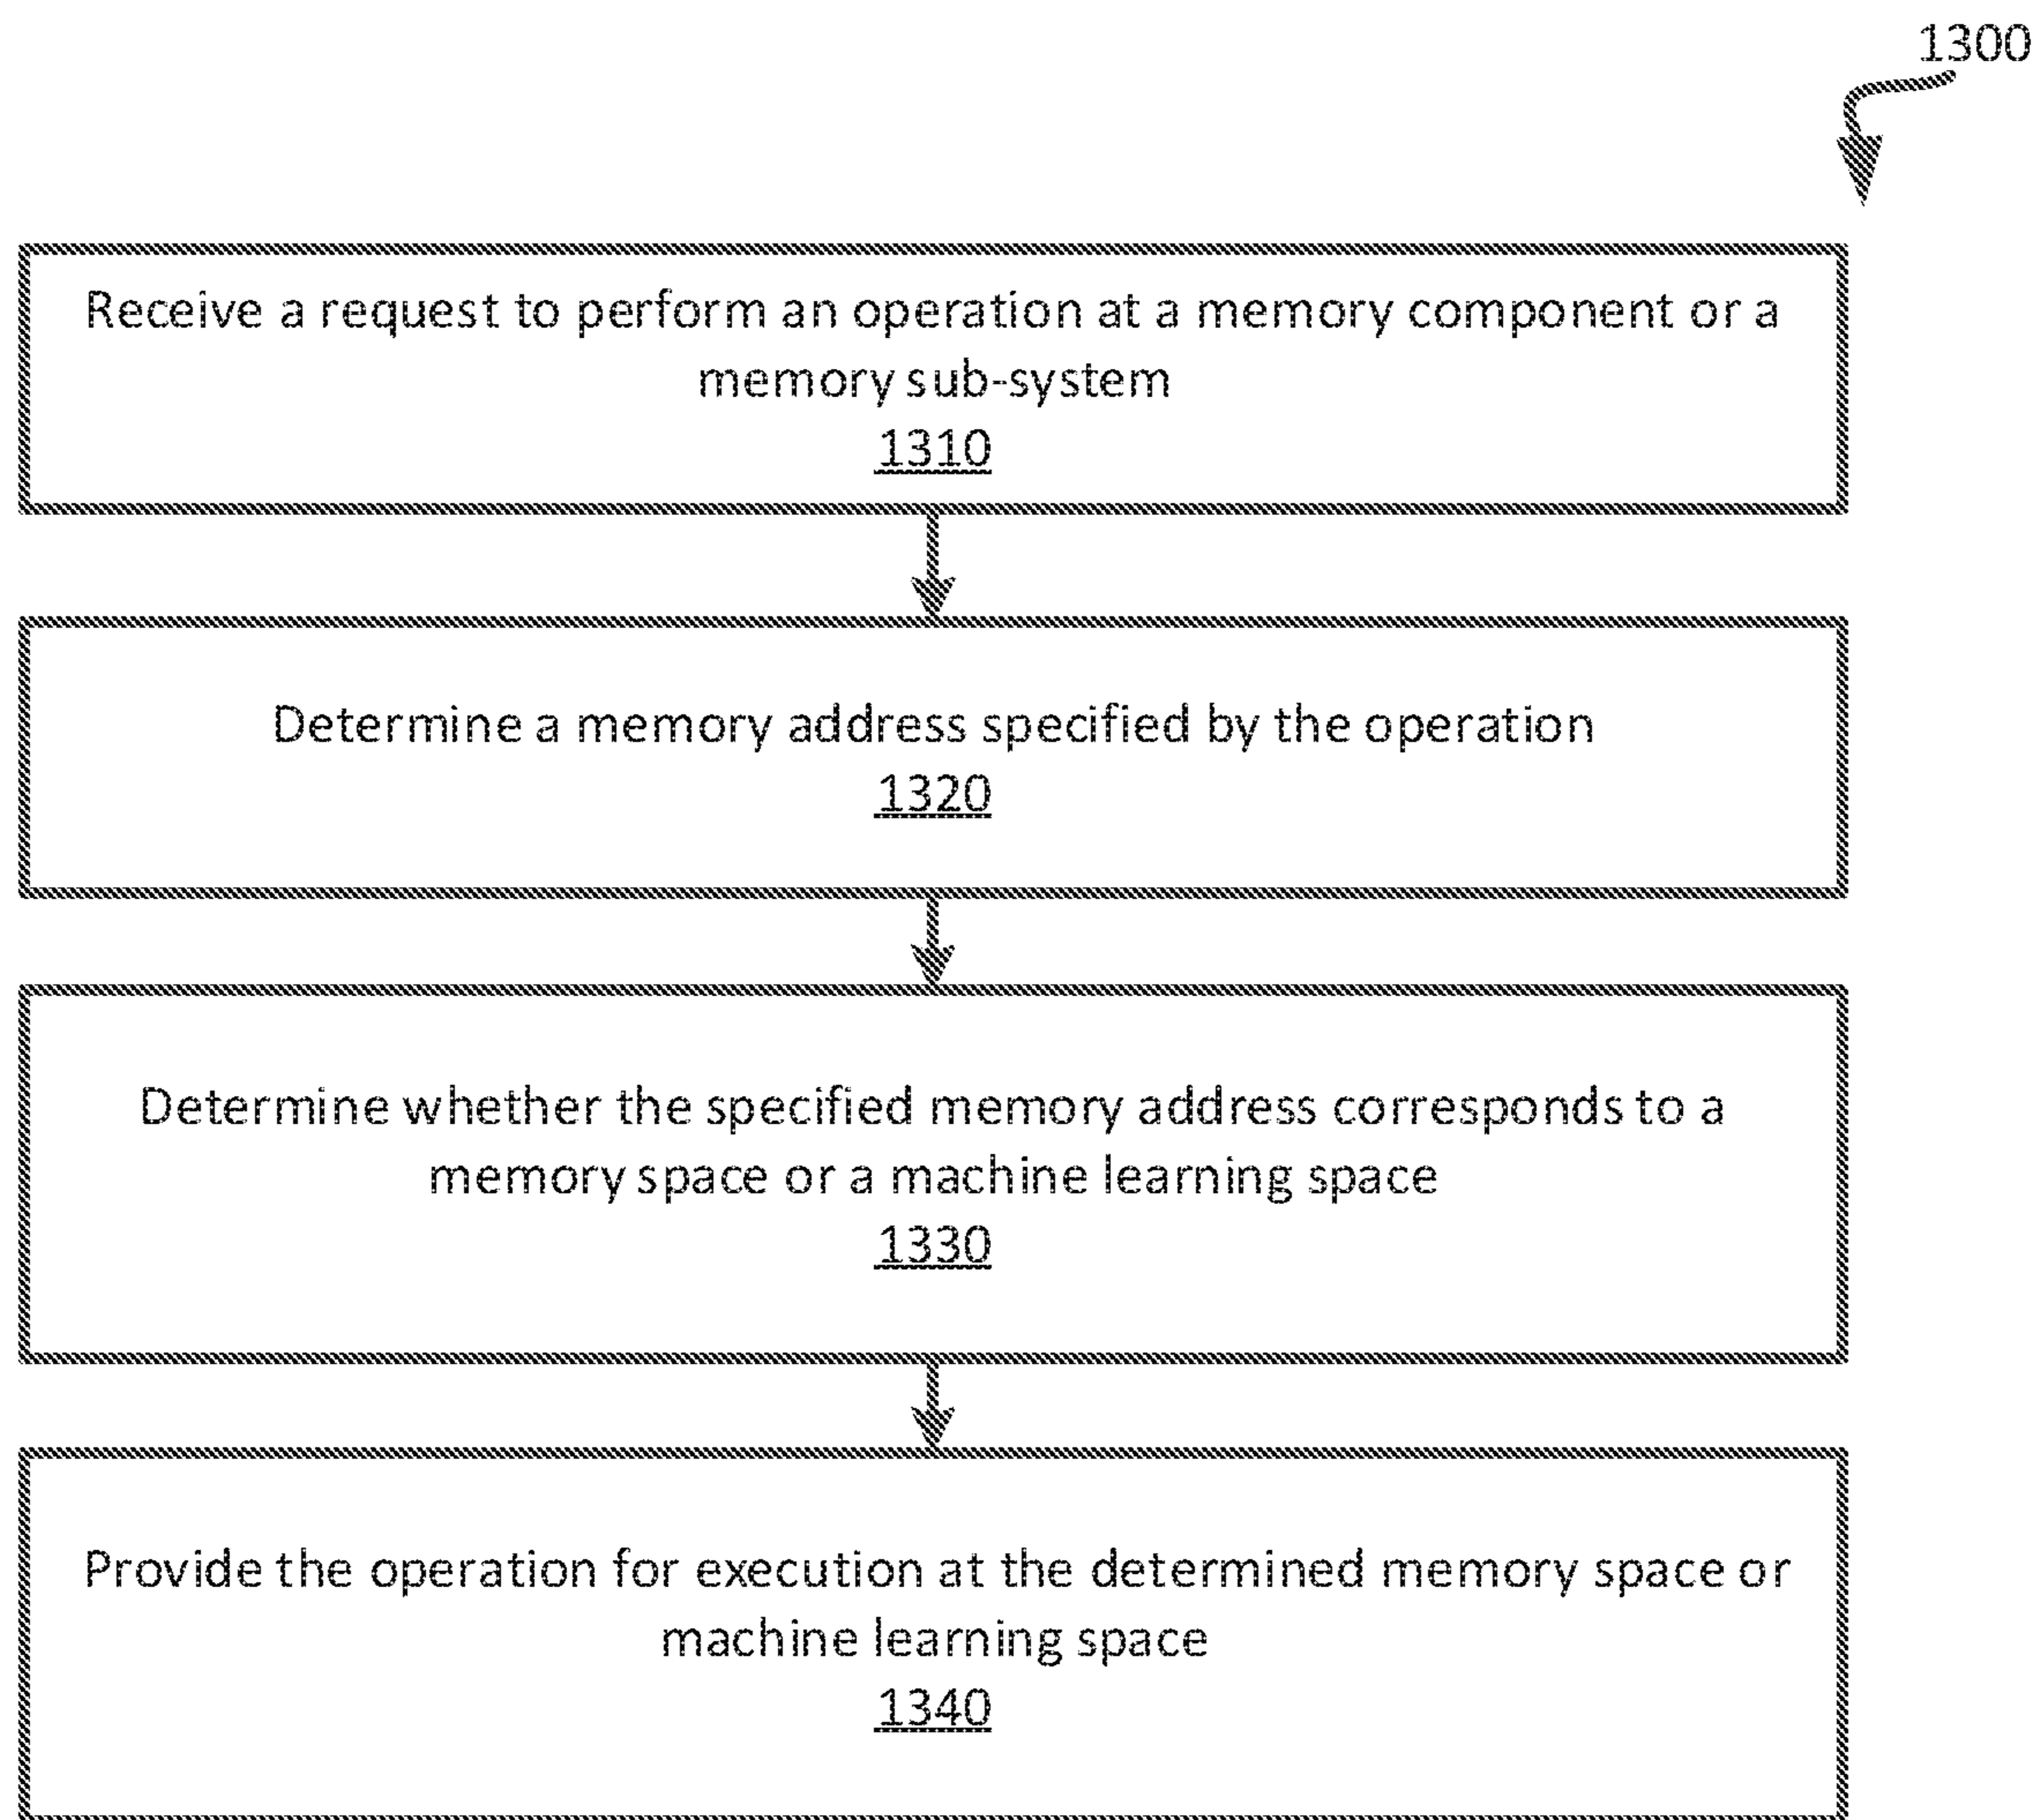 1300
Receive a request to perform an operation at a memory component or a
memory sub-system
1310
Determine a memory address specified by the operation
1320
Determine whether the specified memory address corresponds to a
memory space or a machine learning space
1330
Provide the operation for execution at the determined memory space or
machine learning space
1340